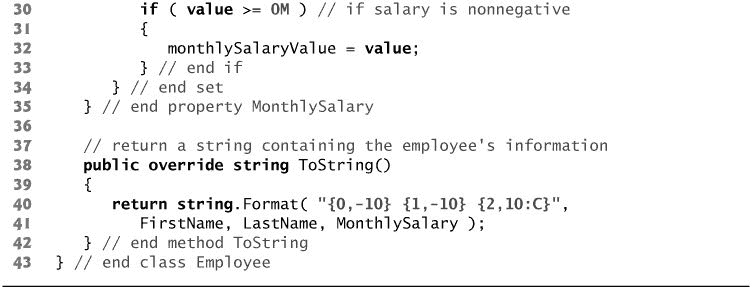 30 if ( value >= 0M ) // if salary is nonnegative
31 {
32 monthlySalaryValue = value;
33 } // end if
34 } // end set
35 } // end property MonthlySalary
36
37 // return a string containing the employee's information
38 public override string ToString()
39 {
40 return string.Format( "{0,-10} {1,-10} {2,10:C}",
41 FirstName, LastName, MonthlySalary );
42 } // end method ToString
43 } // end class Employee